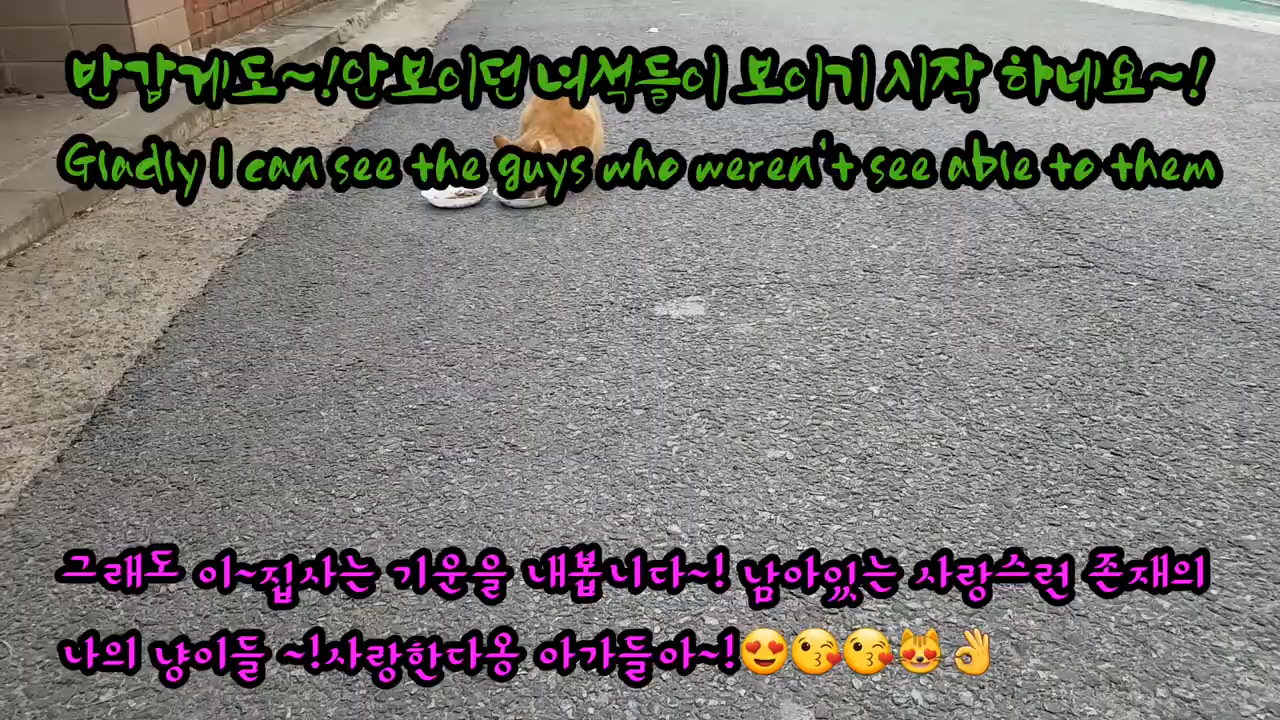 반갑게도~!안보이던 녀석들이 보이기 시작 하네요~!
Gladly I can see the guys who weren't see able to them
그래도 이~집사는 기운을 내봅니다~! 남아있는 사랑스런 존재의
나의 냥이들 ~!사랑한다옹 아가들아~!😍😘😘😻👌